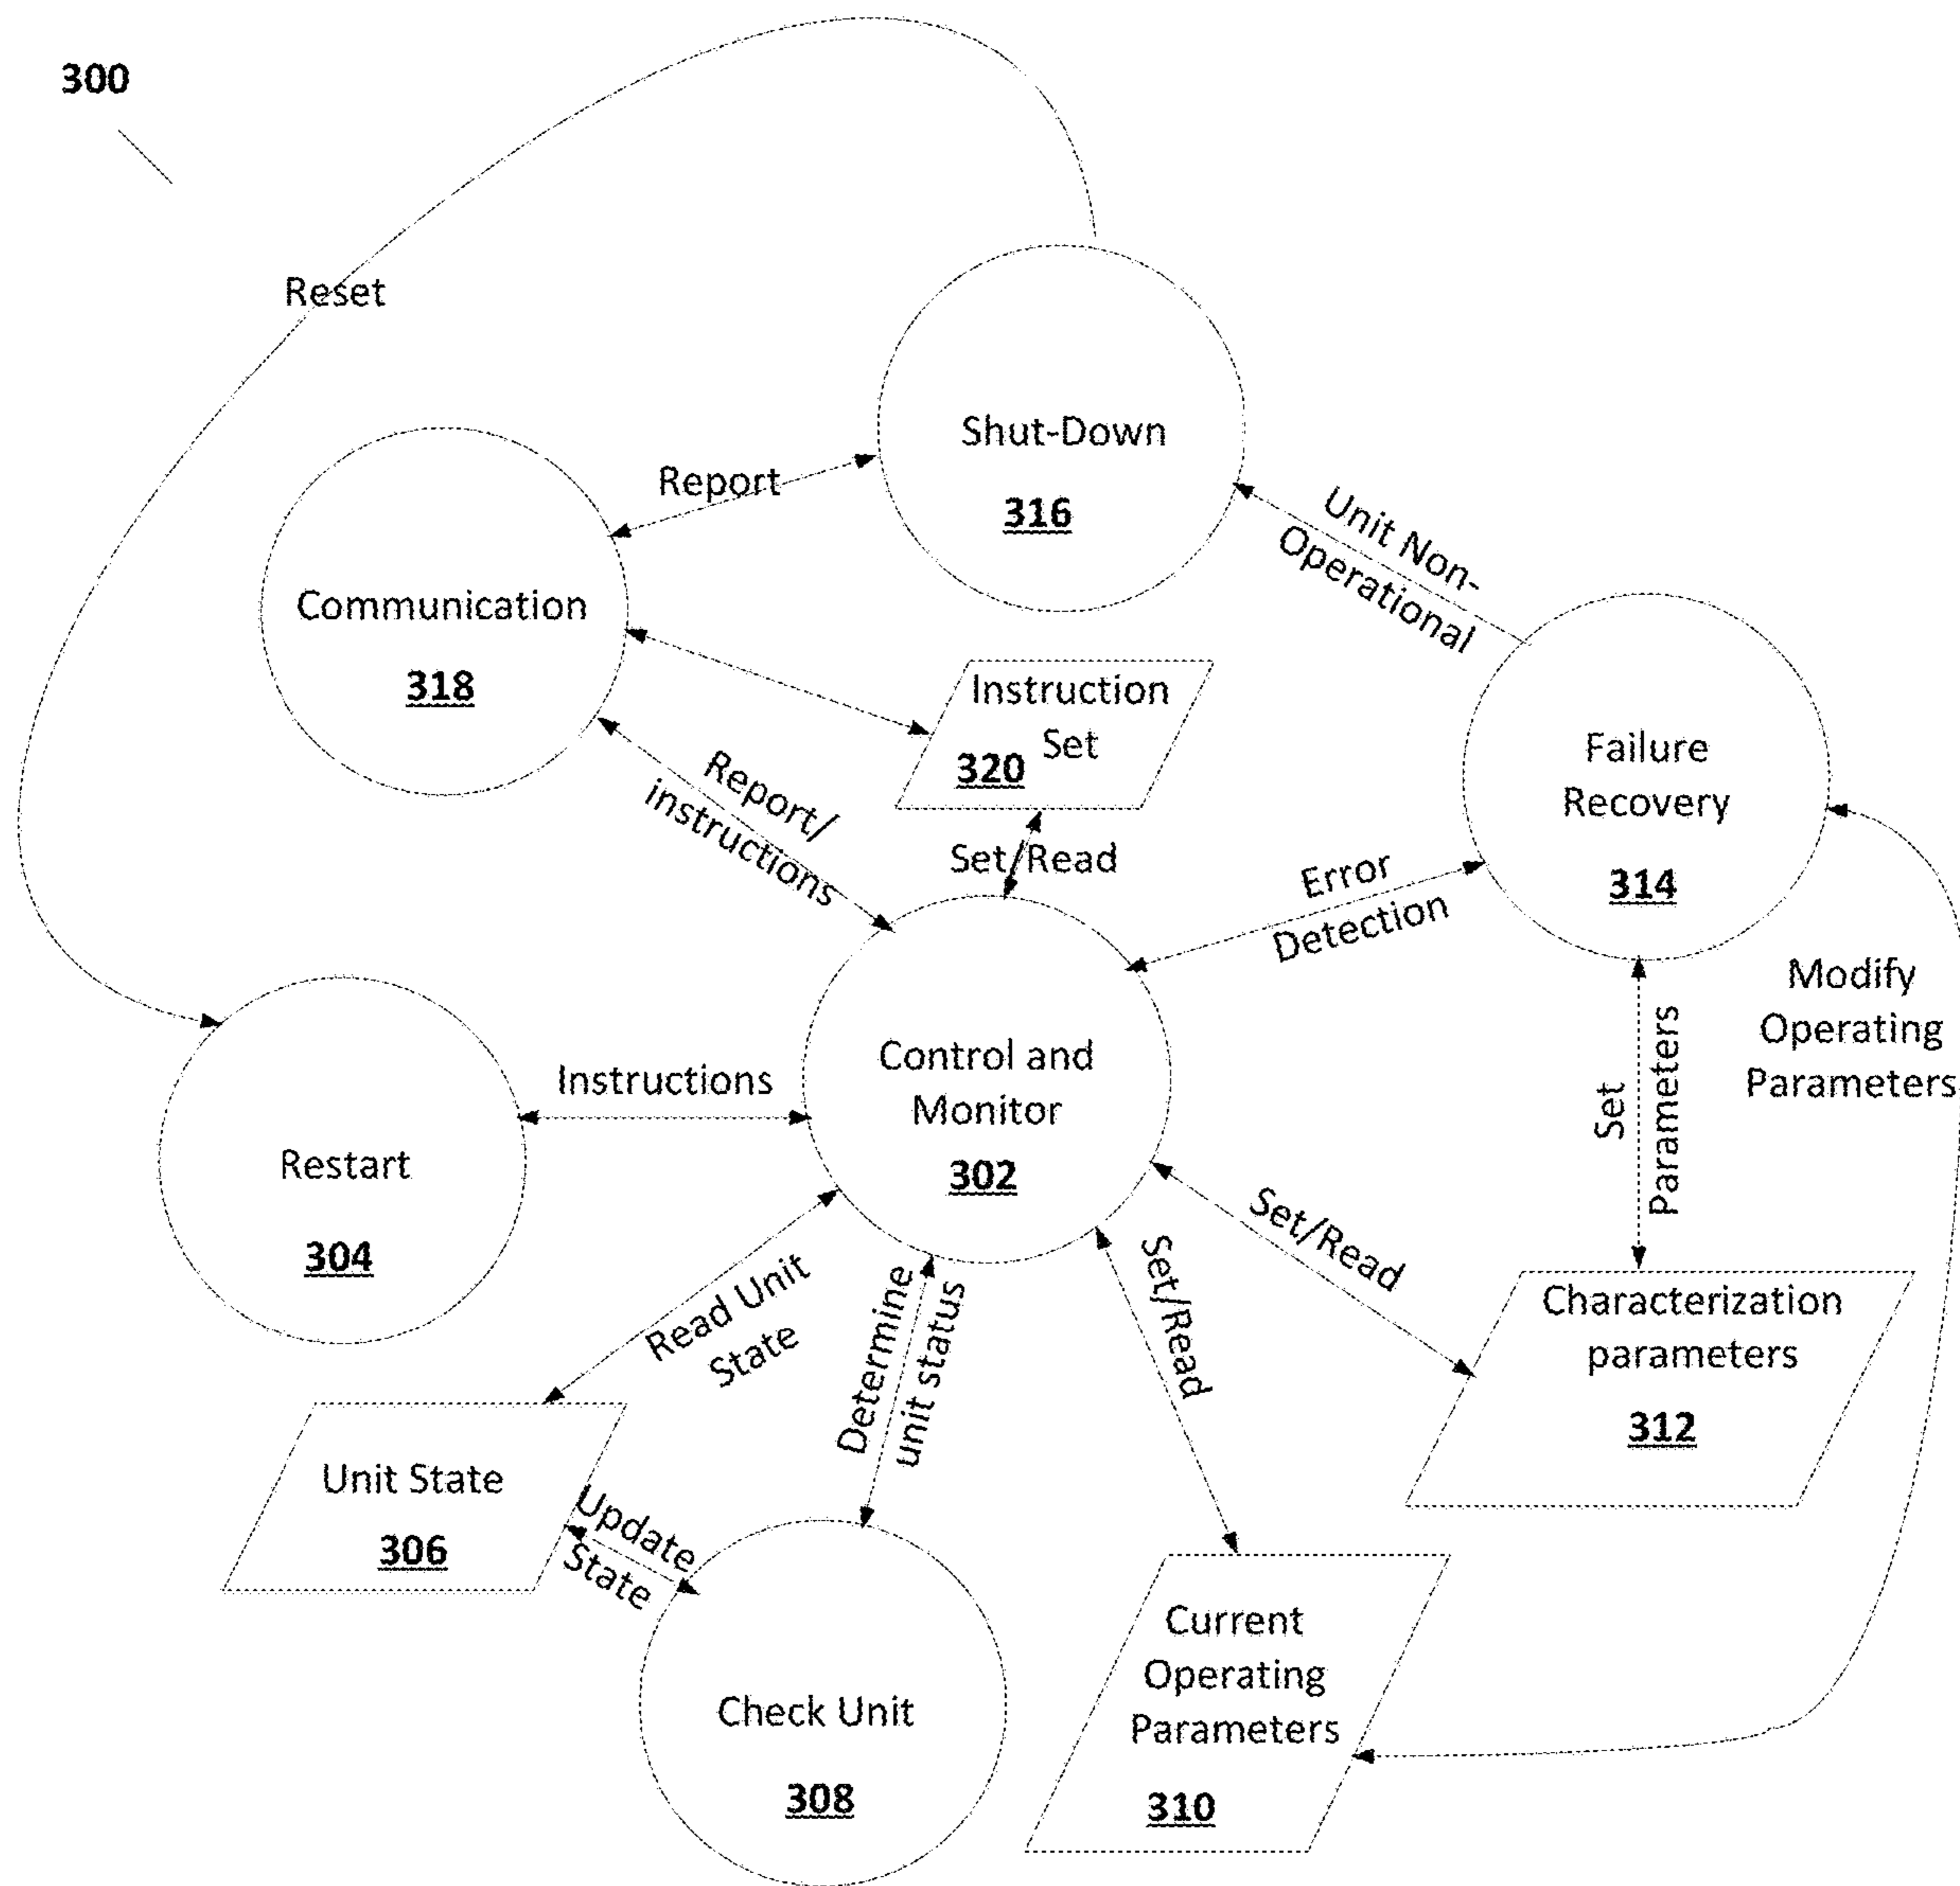 300
Reset
Shut-Down
316
Report
Unit Non-
Operational
Communication
318
Instruction
Set
320
Failure
Recovery
314
Report/
instructions
Set/Read
Error
Detection
Modify
Operating
Parameters
Set
Parameters
Control and
Monitor
302
Instructions
Restart
304
Set/Read
Set/Read
Read Unit
State
Determine
unit status
Characterization
parameters
312
Unit State
306
Update
State
Current
Operating
Parameters
310
Check Unit
308